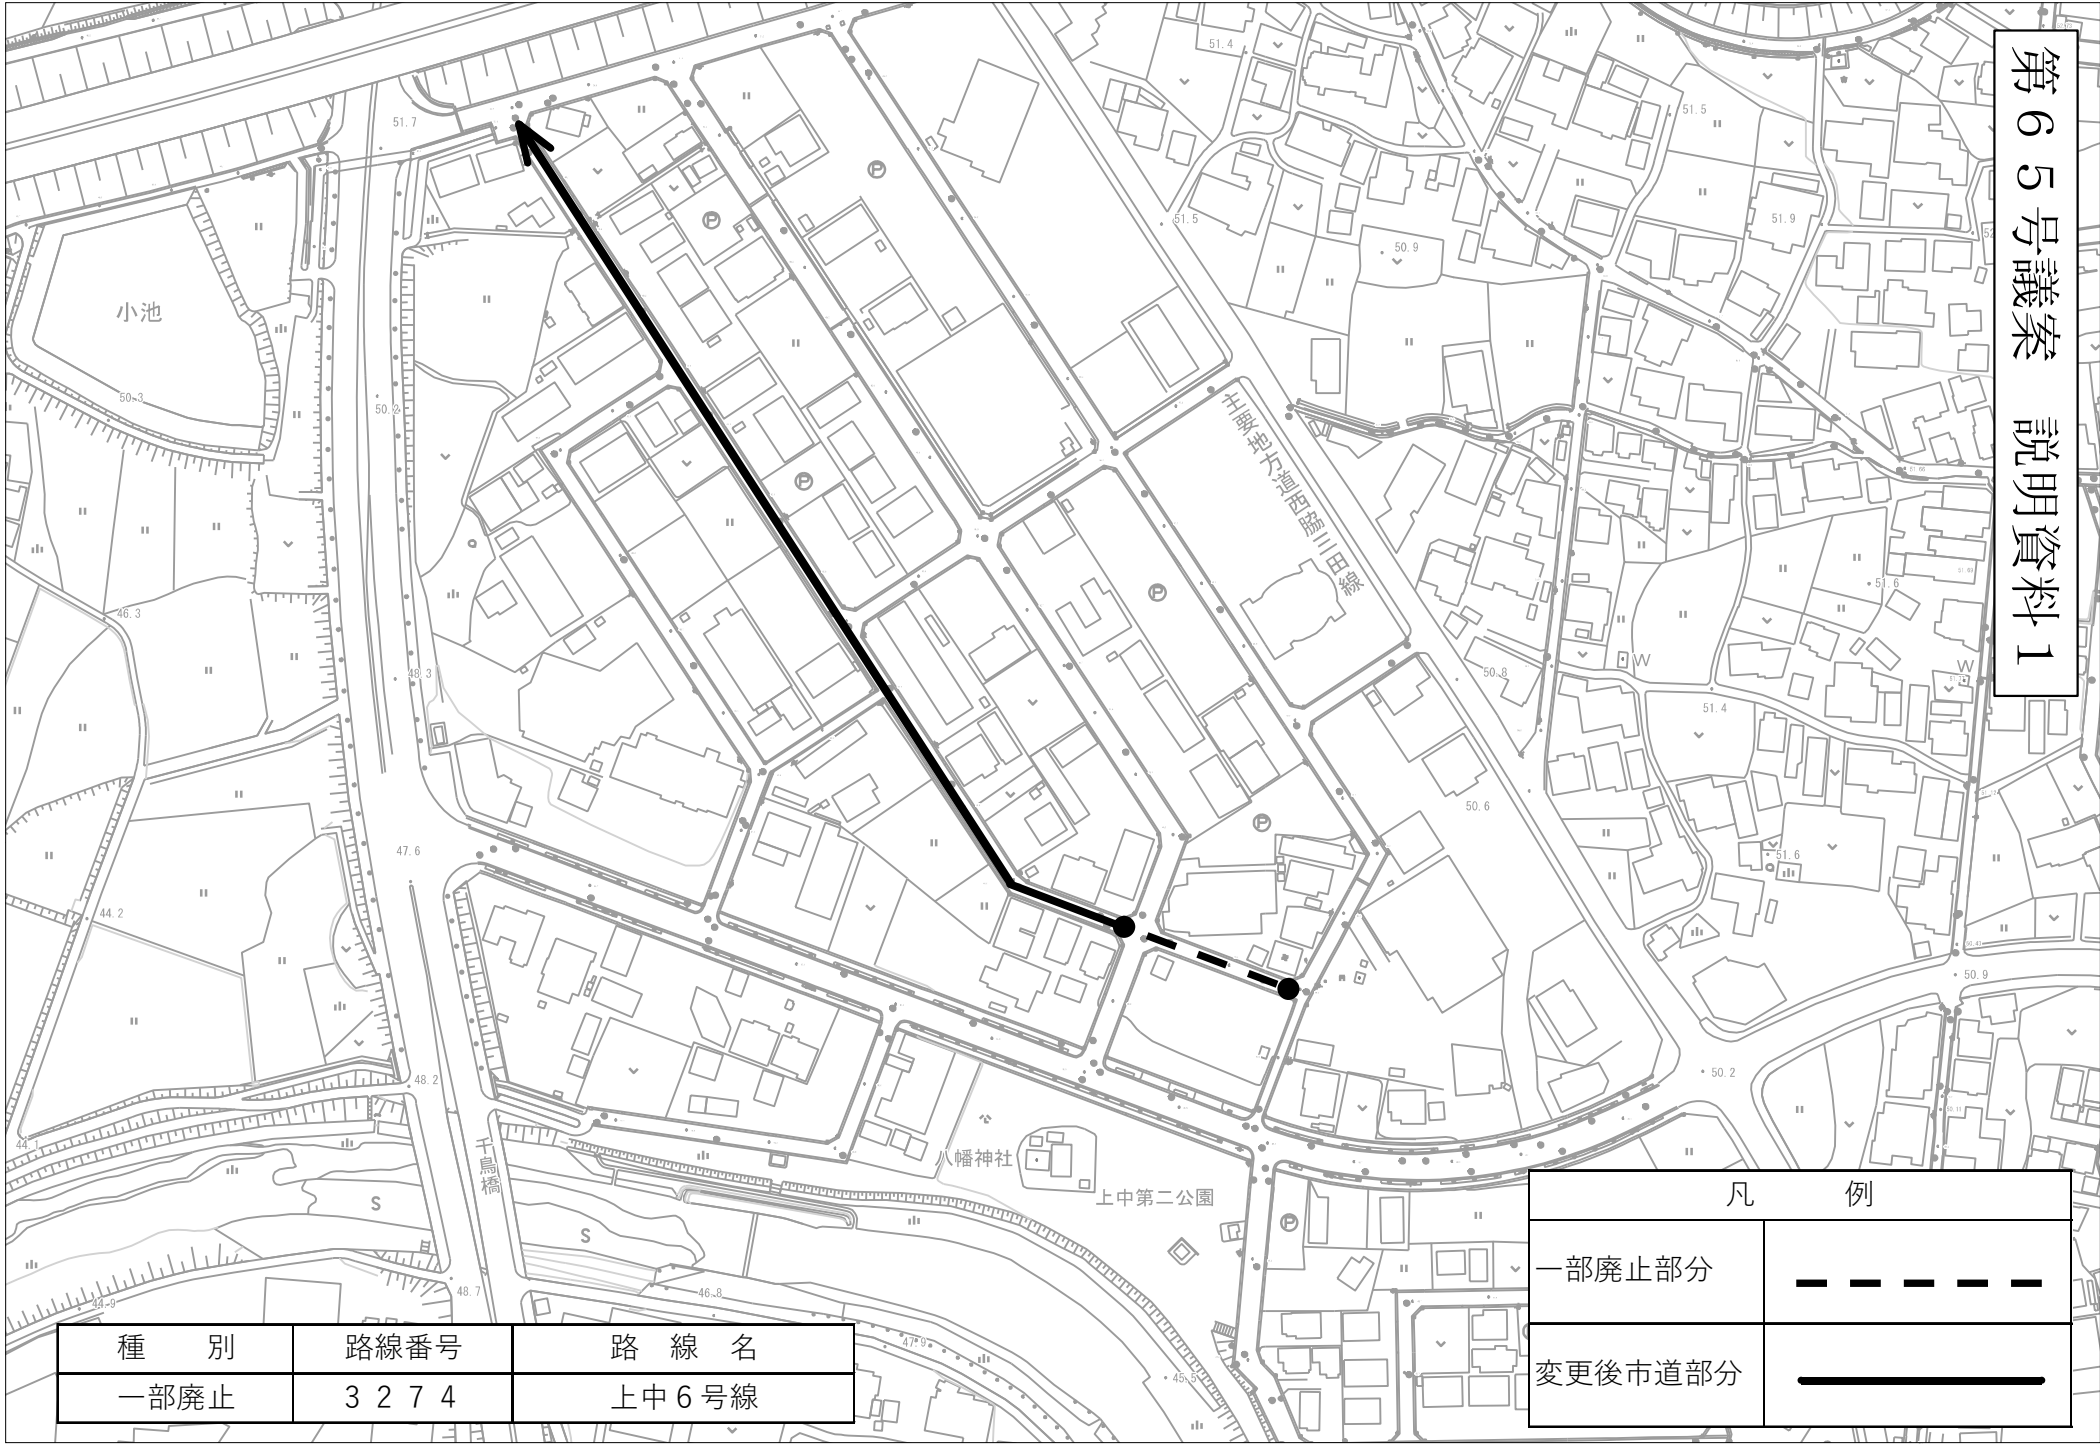 第６５号議案　説明資料１
51.4
51.7
51.5
51.5
51.9
50.9
小池
50.3
50.2
主要地方道西脇三田線
51.66
46.3
51.6
51.63
48.3
50.8
W
W
51.4
50.6
47.6
51.6
44.2
50.9
50.2
48.2
44.1
千鳥橋
八幡神社
上中第二公園
S
S
46.8
48.7
44.9
47.9
45.5
P
P
P
P
P
P
凡　例
一部廃止部分
変更後市道部分
種　別　路線番号　路　線　名
一部廃止　３２７４　上中６号線